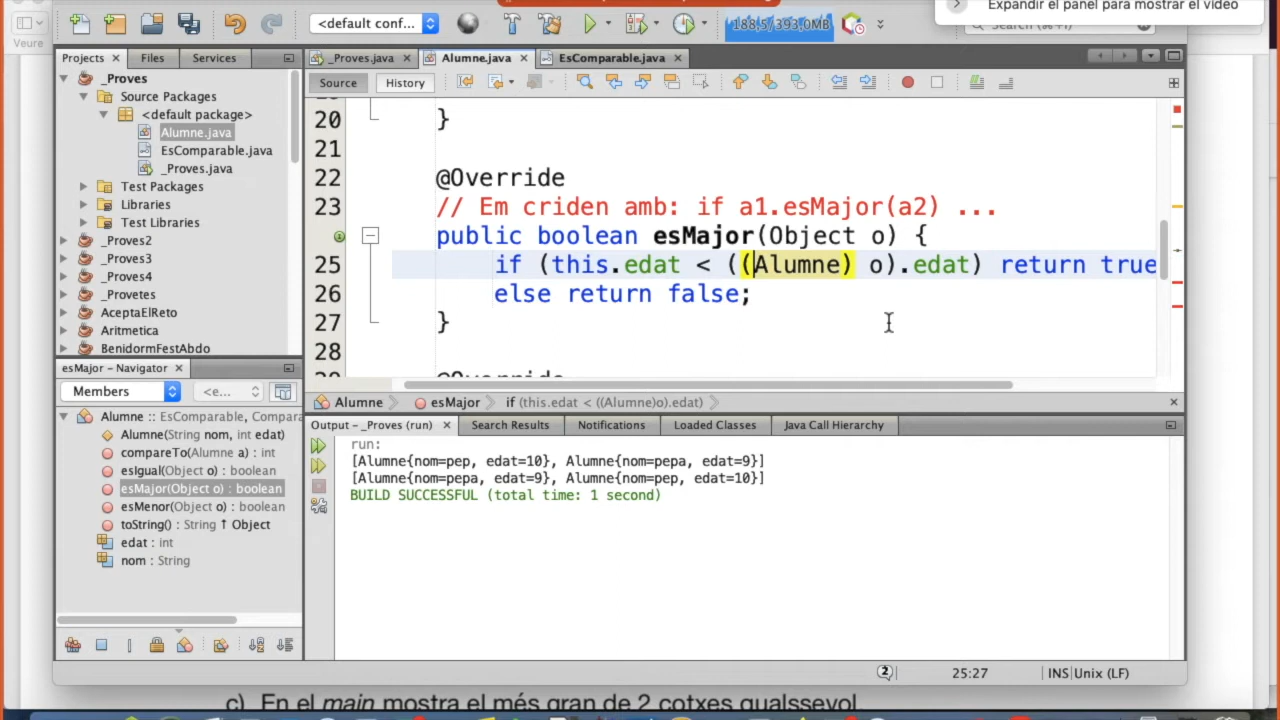 Expandir el panel para mostrar el vídeo
Veure
<default conf...
188,5/393,0MB
Projects
Files
Services
_Proves
Source Packages
<default package>
Alumne.java
EsComparable.java
_Proves.java
Test Packages
Libraries
Test Libraries
_Proves2
_Proves3
_Proves4
_Provetes
AceptaElReto
Aritmetica
BenidormFestAbdo
_Proves.java
Alumne.java
EsComparable.java
Source
History
20 }
21
22 @Override
23 // Em criden amb: if a1.esMajor(a2) ...
24 public boolean esMajor(Object o) {
25 if (this.edat < ((Alumne) o).edat) return true
26 else return false;
27 }
28
@Override
Alumne
esMajor
if (this.edat < ((Alumne)o).edat)
esMajor - Navigator
Members
<e...
Alumne :: EsComparable, Compara
Alumne(String nom, int edat)
compareTo(Alumne a) : int
esIgual(Object o) : boolean
esMajor(Object o) : boolean
esMenor(Object o) : boolean
toString() : String ↑ Object
edat : int
nom : String
Output - _Proves (run)
Search Results
Notifications
Loaded Classes
Java Call Hierarchy
run:
[Alumne{nom=pep, edat=10}, Alumne{nom=pepa, edat=9}]
[Alumne{nom=pepa, edat=9}, Alumne{nom=pep, edat=10}]
BUILD SUCCESSFUL (total time: 1 second)
2
25:27
INS
Unix (LF)
c) En el main mostra el més gran de 2 cotxes qualssevol